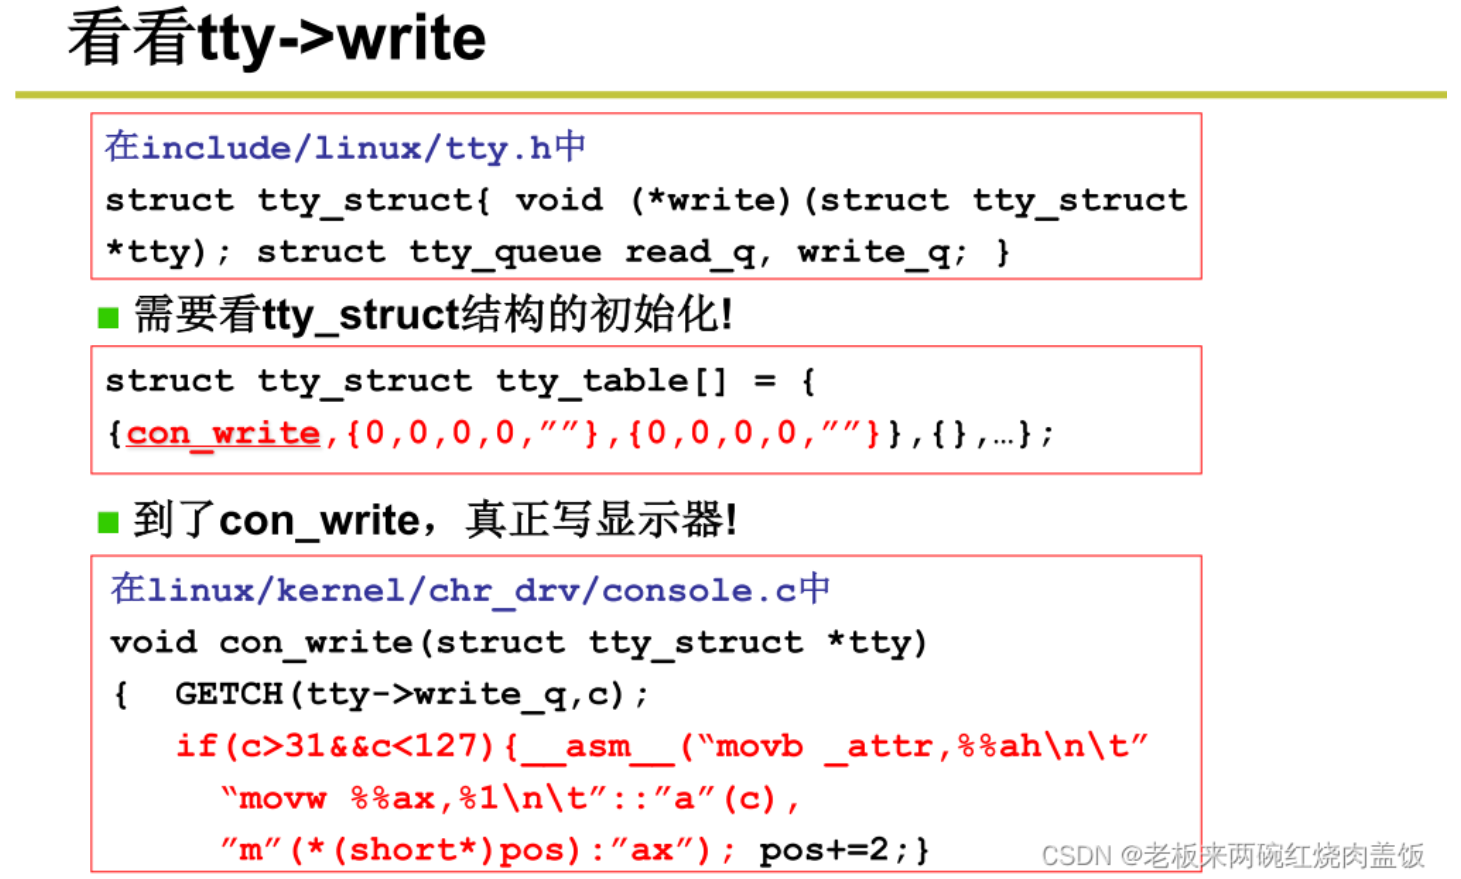 看看tty->write
在include/linux/tty.h中
struct tty_struct{ void (*write)(struct tty_struct
*tty); struct tty_queue read_q, write_q; }
需要看tty_struct结构的初始化!
struct tty_struct tty_table[] = {
{con_write,{0,0,0,0,””},{0,0,0,0,””}},{},…};
到了con_write，真正写显示器!
在linux/kernel/chr_drv/console.c中
void con_write(struct tty_struct *tty)
{ GETCH(tty->write_q,c);
if(c>31&&c<127){__asm__(“movb _attr,%%ah\n\t”
“movw %%ax,%1\n\t”::”a”(c),
”m”(*(short*)pos):”ax”); pos+=2;}
CSDN @老板来两碗红烧肉盖饭